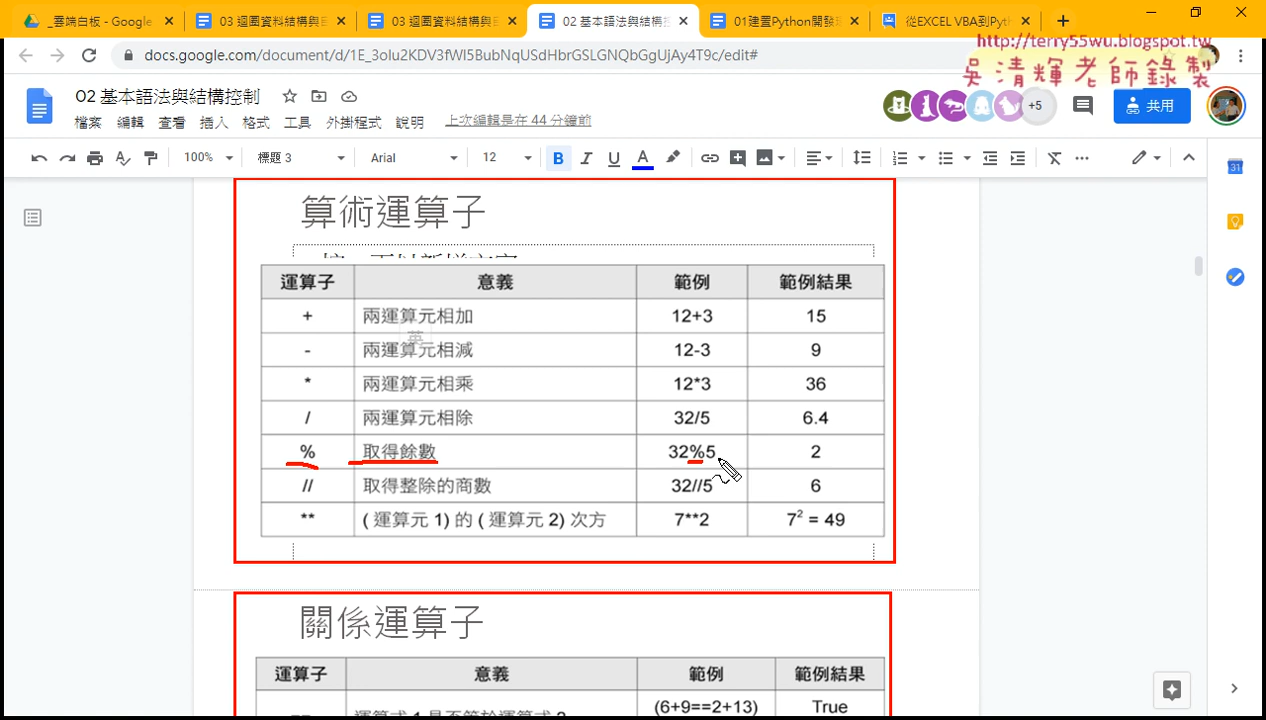 _雲端白板 - Google
03 迴圈資料結構與
03 迴圈資料結構與
02 基本語法與結構
01建置Python開發
從EXCEL VBA到Pyth
docs.google.com/document/d/1E_3oIu2KDV3fWI5BubNqUSdHbrGSLGNQbGgUjAy4T9c/edit#
http://terry55wu.blogspot.tw
吳清輝老師錄製
02 基本語法與結構控制
檔案 編輯 查看 插入 格式 工具 外掛程式 說明 上次編輯是在 44 分鐘前
+5
共用
100% 標題 3 Arial 12 B I U A
31
算術運算子
運算子 意義 範例 範例結果
+ 兩運算元相加 12+3 15
英
- 兩運算元相減 12-3 9
* 兩運算元相乘 12*3 36
/ 兩運算元相除 32/5 6.4
% 取得餘數 32%5 2
// 取得整除的商數 32//5 6
** ( 運算元 1) 的 ( 運算元 2) 次方 7**2 7² = 49
關係運算子
運算子 意義 範例 範例結果
(6+9==2+13) True